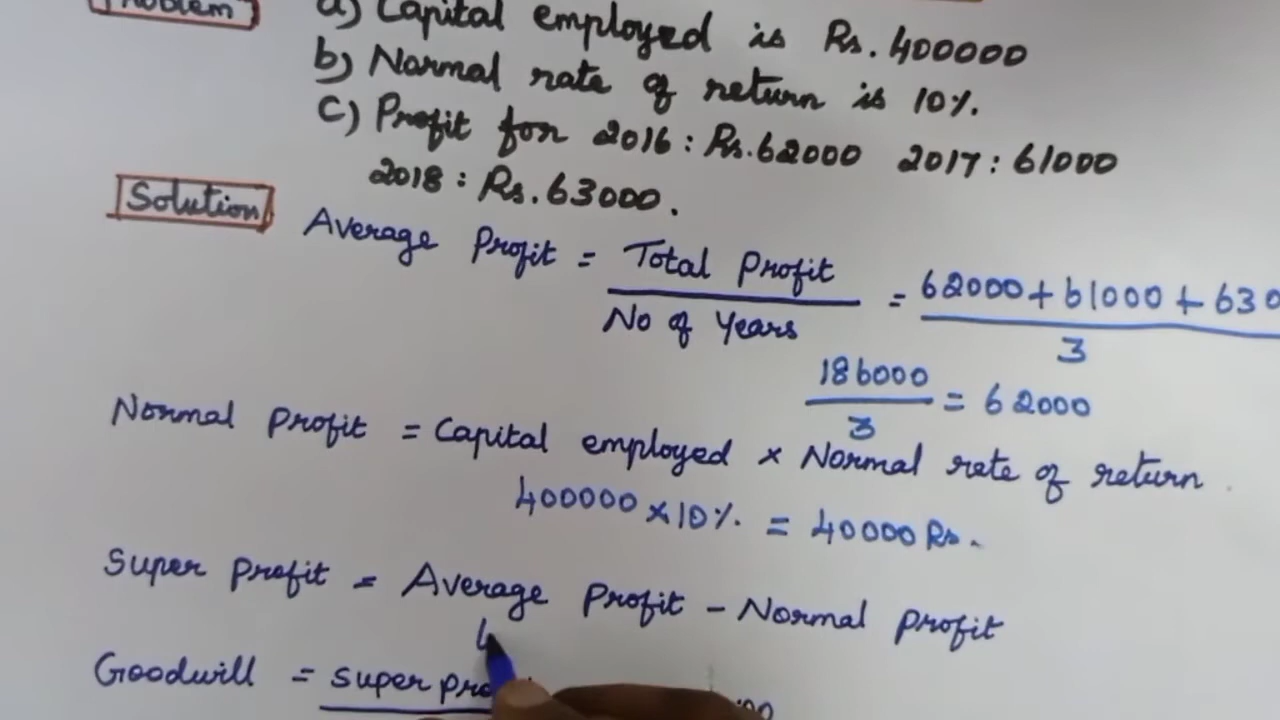 Problem
a) Capital employed is Rs. 400000
b) Normal rate of return is 10%.
c) Profit for 2016 : Rs. 62000 2017 : 61000
2018 : Rs. 63000.
Solution
Average Profit = Total Profit / No of Years = 62000 + 61000 + 630 / 3
186000 / 3 = 62000
Normal Profit = Capital employed × Normal rate of return
400000 × 10% = 40000 Rs.
Super profit = Average Profit - Normal profit
Goodwill = Super